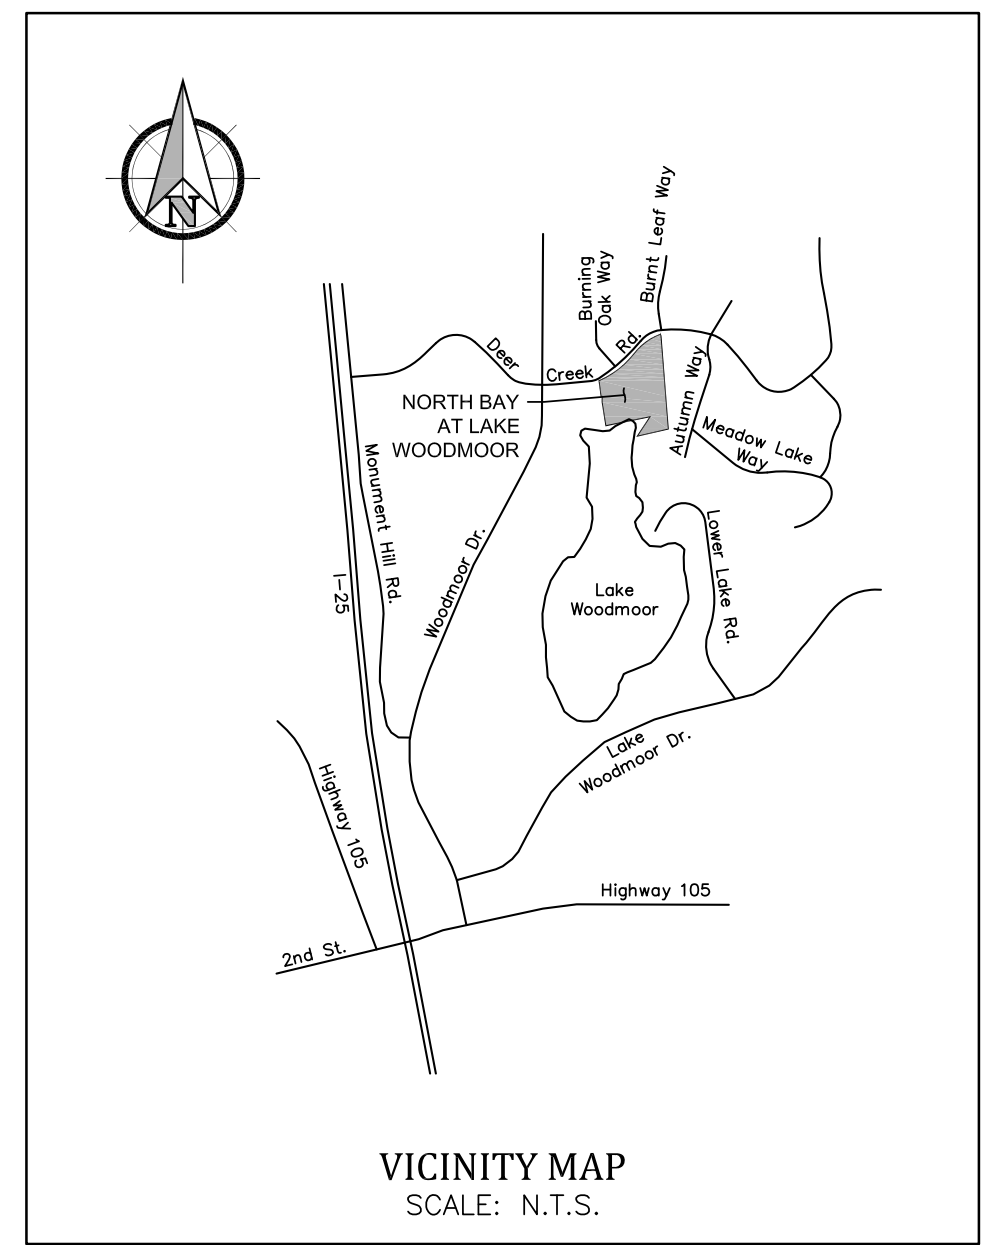 N
Burnt Leaf Way
Burning
Oak Way
Deer
Creek
Rd.
NORTH BAY
AT LAKE
WOODMOOR
Autumn Way
Meadow Lake
Way
Monument Hill Rd.
I-25
Woodmoor Dr.
Lake
Woodmoor
Lower Lake Rd.
Lake
Woodmoor Dr.
Highway 105
Highway 105
2nd St.
VICINITY MAP
SCALE: N.T.S.